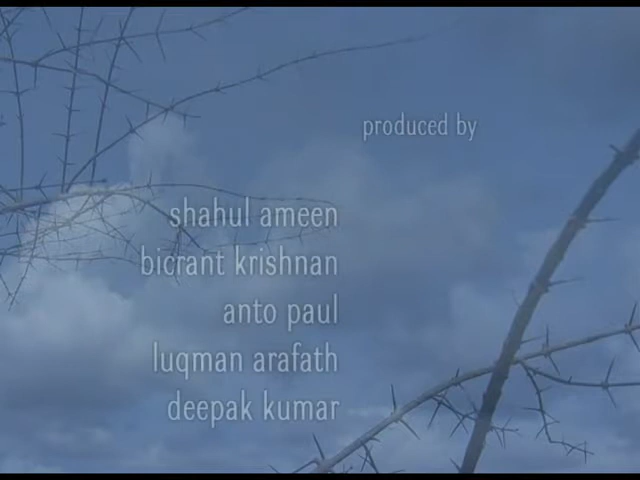 produced by
shahul ameen
bicrant krishnan
anto paul
luqman arafath
deepak kumar